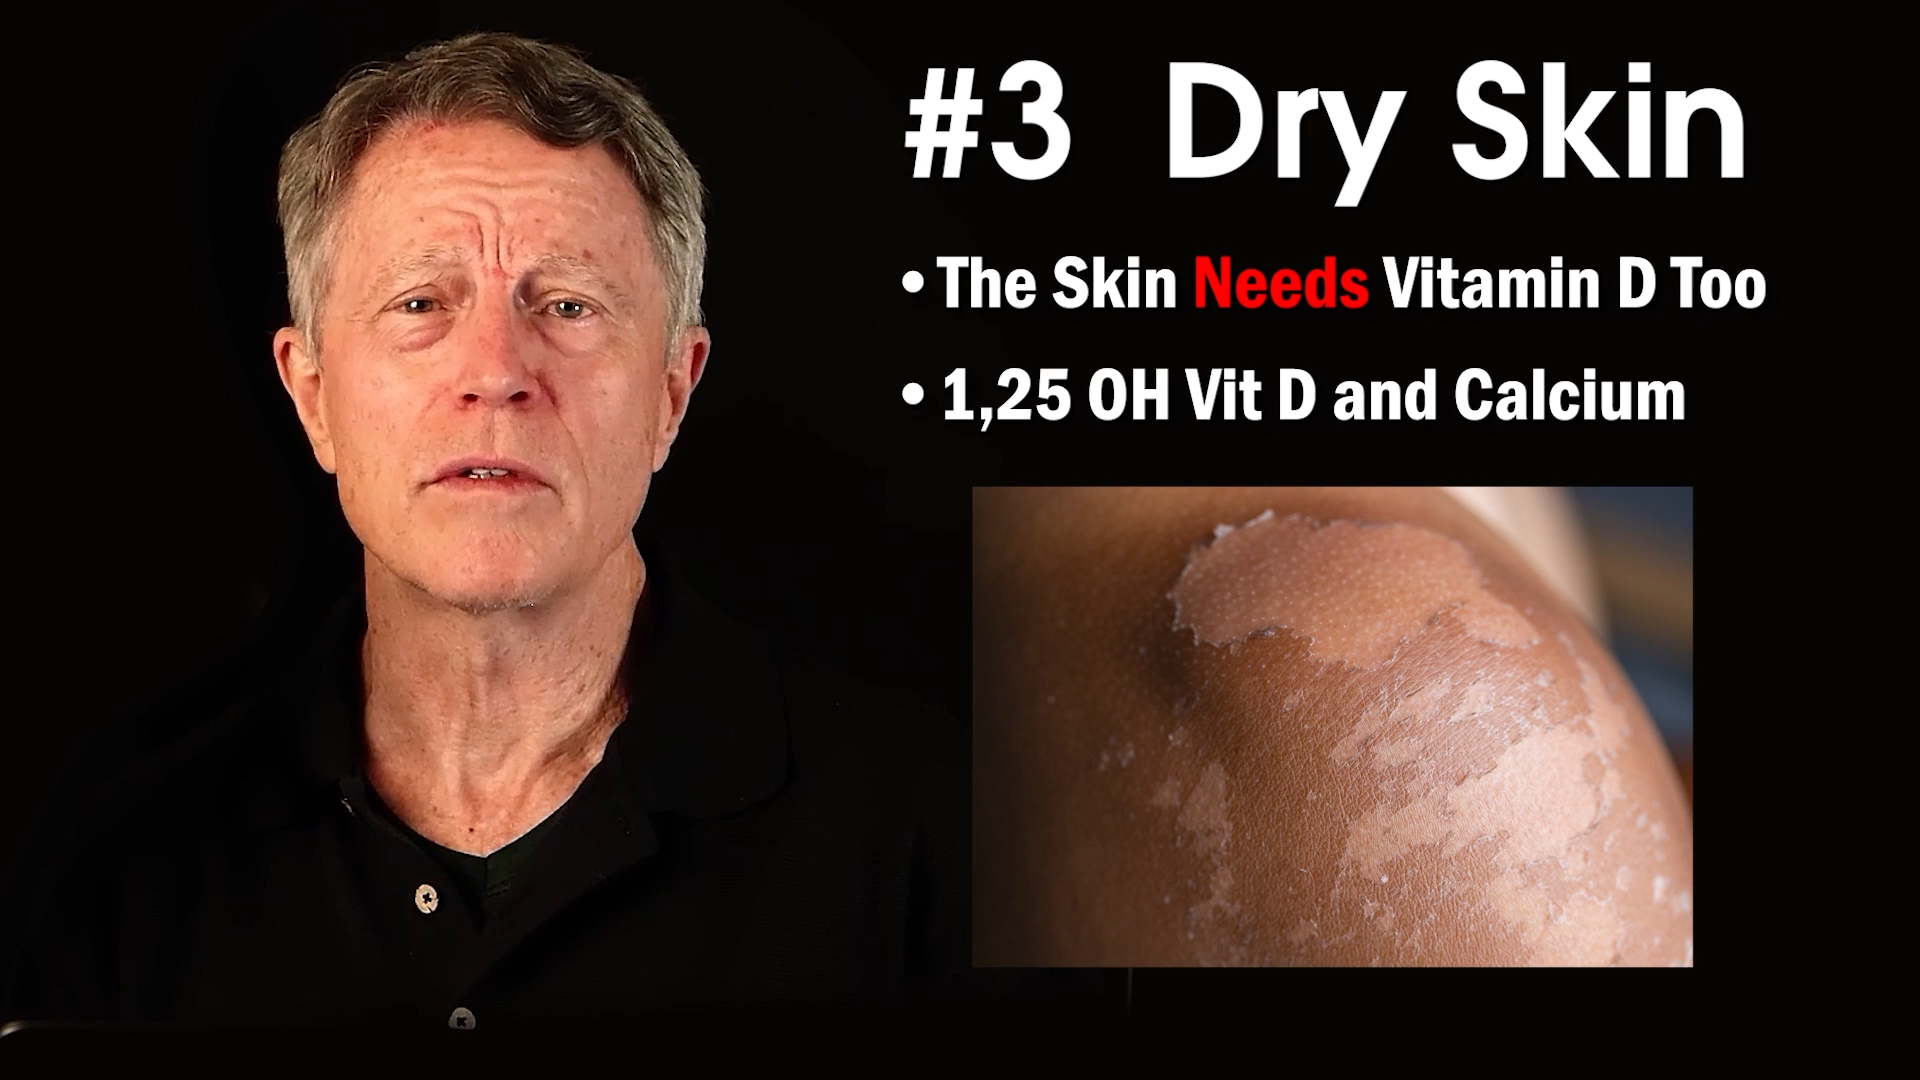 #3 Dry Skin
• The Skin Needs Vitamin D Too
• 1,25 OH Vit D and Calcium